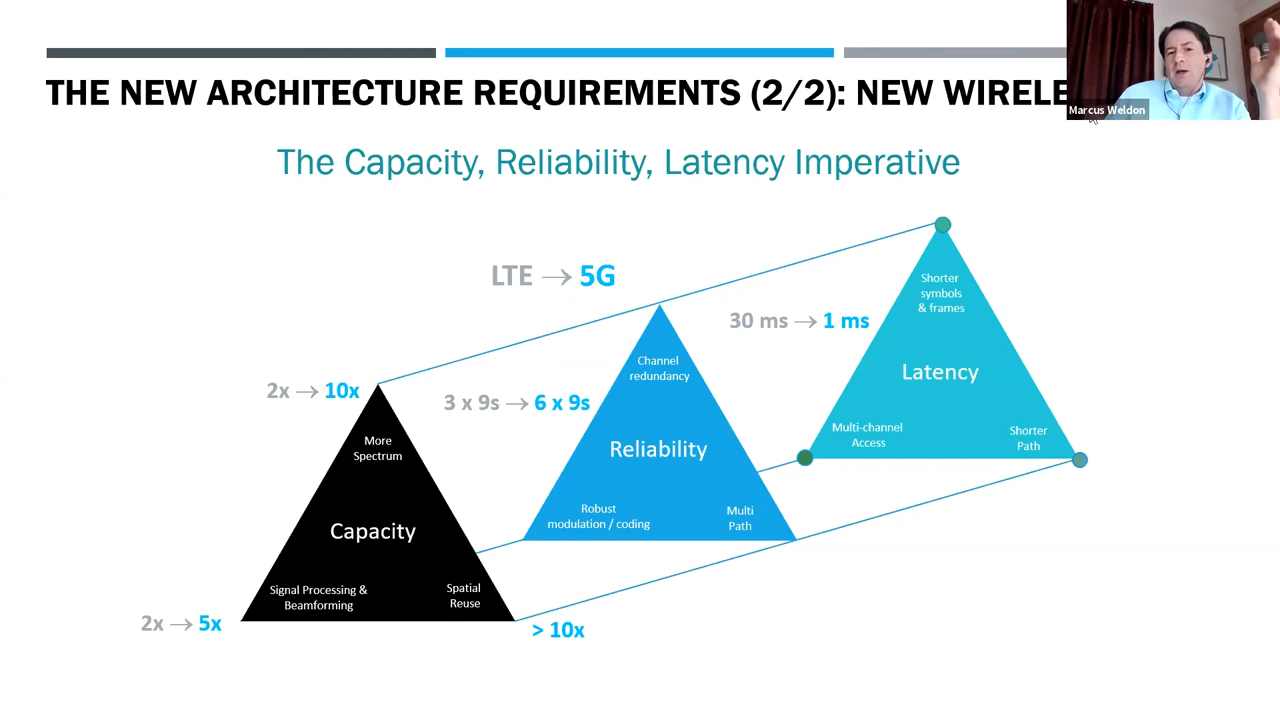 THE NEW ARCHITECTURE REQUIREMENTS (2/2): NEW WIRELE
Marcus Weldon
The Capacity, Reliability, Latency Imperative
LTE → 5G
Shorter
symbols
& frames
30 ms → 1 ms
Latency
Multi-channel
Access
Shorter
Path
Channel
redundancy
3 x 9s → 6 x 9s
Reliability
Robust
modulation / coding
Multi
Path
2x → 10x
More
Spectrum
Capacity
Signal Processing &
Beamforming
Spatial
Reuse
2x → 5x
> 10x